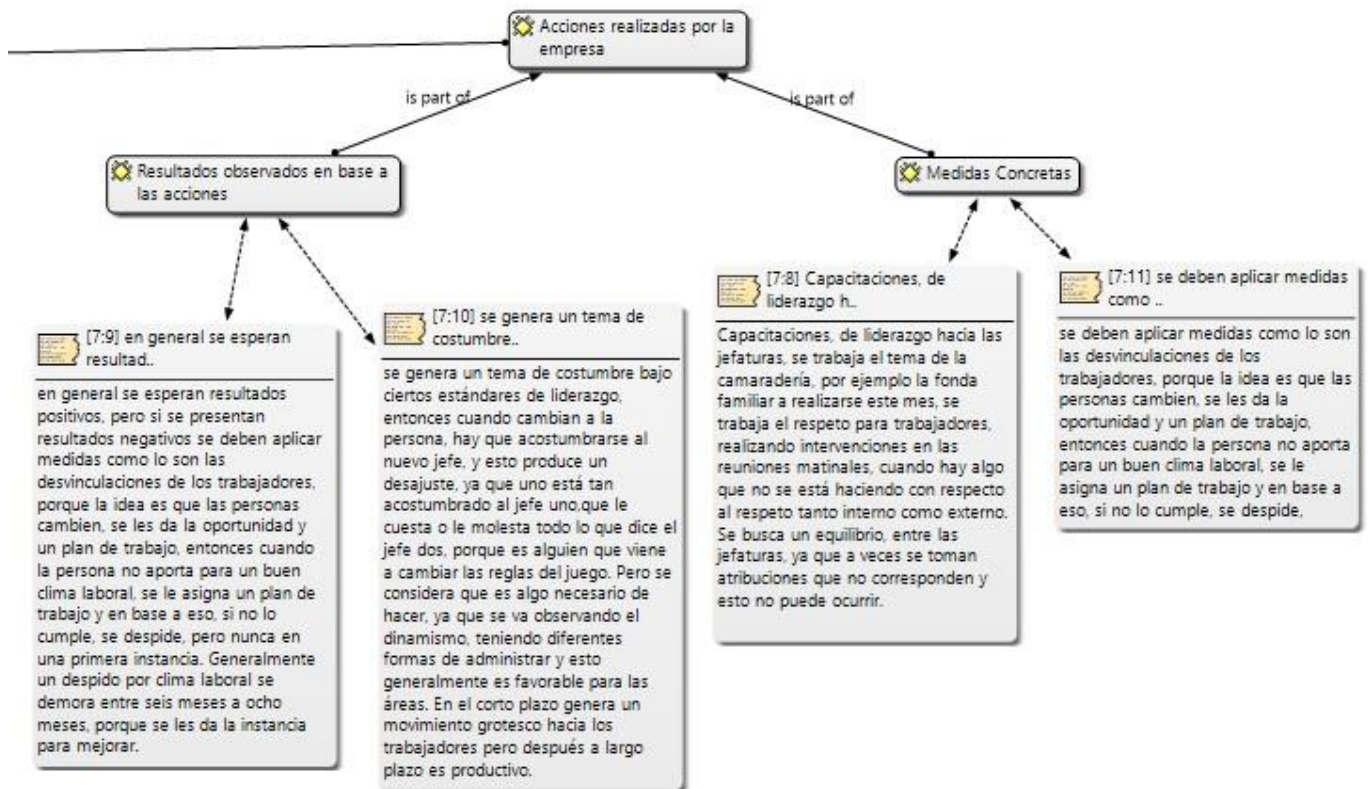 Acciones realizadas por la
empresa
is part of
is part of
Resultados observados en base a
las acciones
Medidas Concretas
[7:9] en general se esperan
resultad..
en general se esperan resultados
positivos, pero si se presentan
resultados negativos se deben aplicar
medidas como lo son las
desvinculaciones de los trabajadores,
porque la idea es que las personas
cambien, se les da la oportunidad y
un plan de trabajo, entonces cuando
la persona no aporta para un buen
clima laboral, se le asigna un plan de
trabajo y en base a eso, si no lo
cumple, se despide, pero nunca en
una primera instancia. Generalmente
un despido por clima laboral se
demora entre seis meses a ocho
meses, porque se les da la instancia
para mejorar.
[7:10] se genera un tema de
costumbre..
se genera un tema de costumbre bajo
ciertos estándares de liderazgo,
entonces cuando cambian a la
persona, hay que acostumbrarse al
nuevo jefe, y esto produce un
desajuste, ya que uno está tan
acostumbrado al jefe uno,que le
cuesta o le molesta todo lo que dice el
jefe dos, porque es alguien que viene
a cambiar las reglas del juego. Pero se
considera que es algo necesario de
hacer, ya que se va observando el
dinamismo, teniendo diferentes
formas de administrar y esto
generalmente es favorable para las
áreas. En el corto plazo genera un
movimiento grotesco hacia los
trabajadores pero después a largo
plazo es productivo.
[7:8] Capacitaciones, de
liderazgo h..
Capacitaciones, de liderazgo hacia las
jefaturas, se trabaja el tema de la
camaradería, por ejemplo la fonda
familiar a realizarse este mes, se
trabaja el respeto para trabajadores,
realizando intervenciones en las
reuniones matinales, cuando hay algo
que no se está haciendo con respecto
al respeto tanto interno como externo.
Se busca un equilibrio, entre las
jefaturas, ya que a veces se toman
atribuciones que no corresponden y
esto no puede ocurrir.
[7:11] se deben aplicar medidas
como ..
se deben aplicar medidas como lo son
las desvinculaciones de los
trabajadores, porque la idea es que las
personas cambien, se les da la
oportunidad y un plan de trabajo,
entonces cuando la persona no aporta
para un buen clima laboral, se le
asigna un plan de trabajo y en base a
eso, si no lo cumple, se despide,